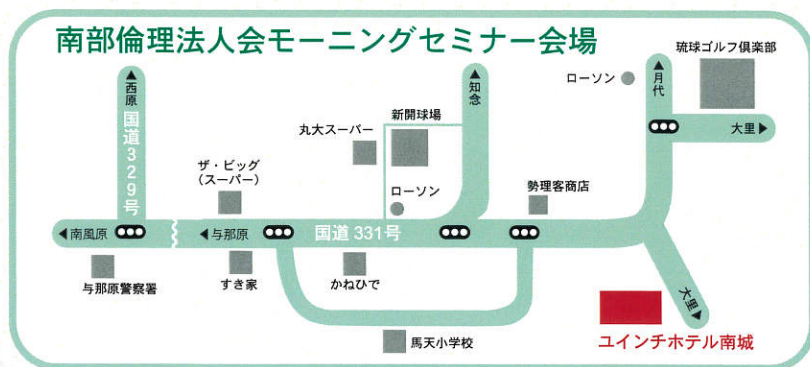 南部倫理法人会モーニングセミナー会場
▲西原
国道329号
▲知念
ローソン
▲月代
琉球ゴルフ倶楽部
大里▶
新開球場
丸大スーパー
ザ・ビッグ
(スーパー)
ローソン
勢理客商店
◀南風原
◀与那原
国道331号
与那原警察署
すき家
かねひで
馬天小学校
大里▶
ユインチホテル南城